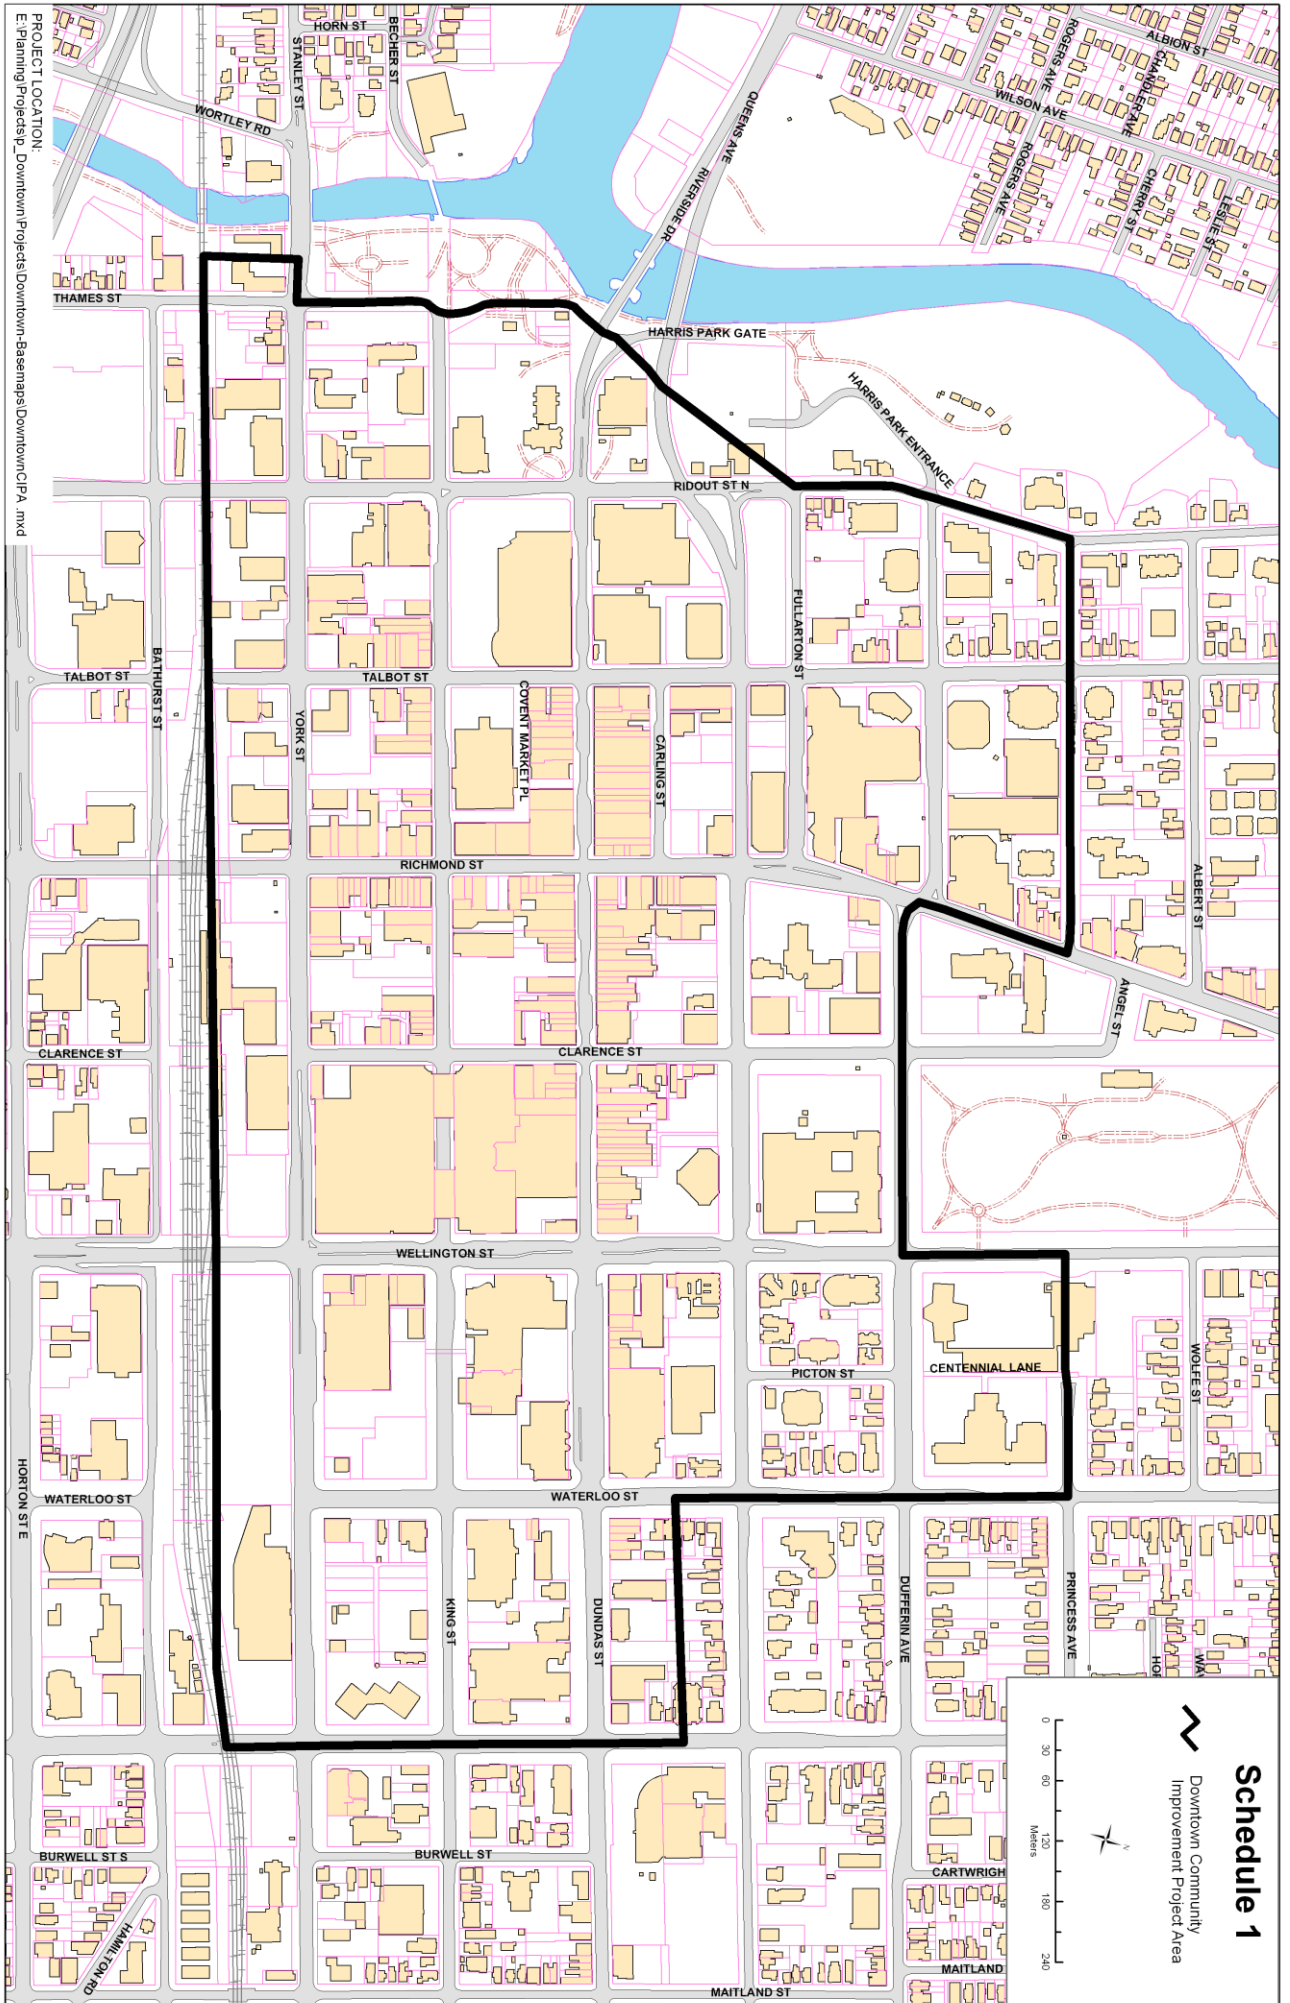 Schedule 1
Downtown Community
Improvement Project Area
0 30 60 120 180 240
Meters
N
PROJECT LOCATION:
E:\Planning\Projects\p_Downtown\Projects\Downtown-Basemaps\DowntownCIPA .mxd
HORN ST
BECHER ST
STANLEY ST
WORTLEY RD
THAMES ST
QUEENS AVE
RIVERSIDE DR
HARRIS PARK GATE
HARRIS PARK ENTRANCE
ALBION ST
ROGERS AVE
CHANDLER AVE
WILSON AVE
ROGERS AVE
CHERRY ST
LESLIE ST
RIDOUT ST N
FULLARTON ST
TALBOT ST
BATHURST ST
TALBOT ST
YORK ST
COVENT MARKET PL
CARLING ST
RICHMOND ST
ALBERT ST
ANGEL ST
CLARENCE ST
CLARENCE ST
WELLINGTON ST
PICTON ST
CENTENNIAL LANE
WOLFE ST
HORTON ST E
WATERLOO ST
WATERLOO ST
KING ST
DUNDAS ST
DUFFERIN AVE
PRINCESS AVE
HOP
WAV
BURWELL ST S
BURWELL ST
CARTWRIGH
HAMILTON RD
MAITLAND ST
MAITLAND